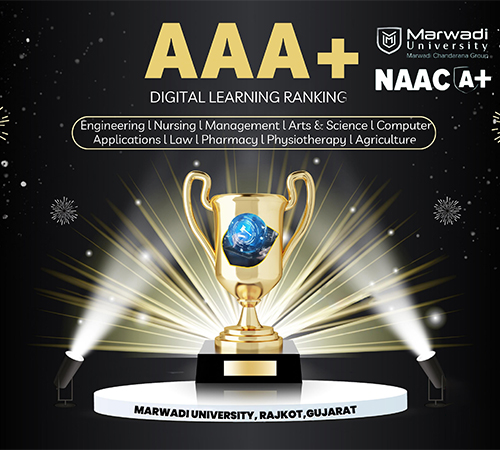 AAA+
DIGITAL LEARNING RANKING
Marwadi
University
Marwadi Chandarana Group
NAAC A+
Engineering l Nursing l Management l Arts & Science l Computer
Applications l Law l Pharmacy l Physiotherapy l Agriculture
MARWADI UNIVERSITY, RAJKOT,GUJARAT